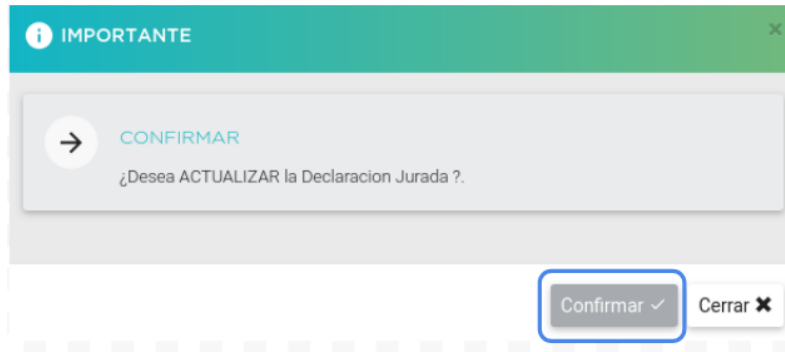 IMPORTANTE
CONFIRMAR
¿Desea ACTUALIZAR la Declaracion Jurada ?.
Confirmar ✓ Cerrar ✖